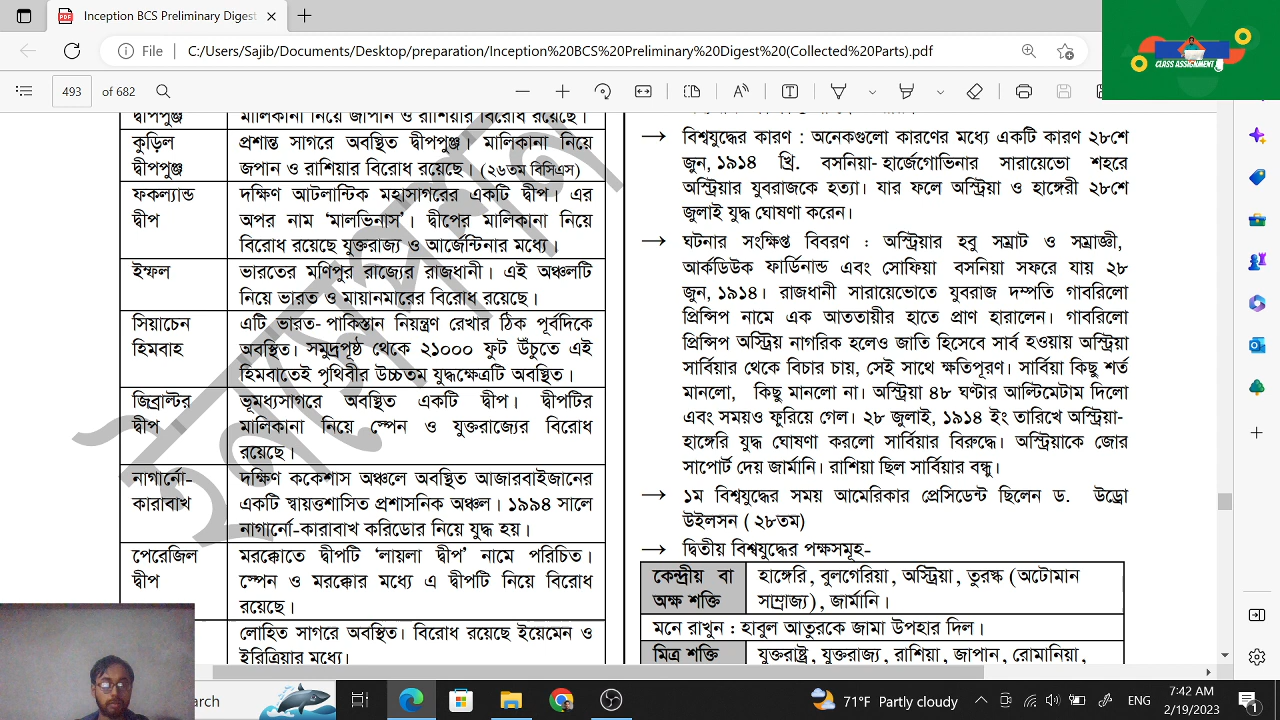 Inception BCS Preliminary Digest
File
C:/Users/Sajib/Documents/Desktop/preparation/Inception%20BCS%20Preliminary%20Digest%20(Collected%20Parts).pdf
CLASS ASSIGNMENT
493 of 682
দ্বীপপুঞ্জ
মালিকানা নিয়ে জাপান ও রাশিয়ার বিরোধ রয়েছে।
কুড়িল
দ্বীপপুঞ্জ
প্রশান্ত সাগরে অবস্থিত দ্বীপপুঞ্জ। মালিকানা নিয়ে
জপান ও রাশিয়ার বিরোধ রয়েছে। (২৬তম বিসিএস)
ফকল্যান্ড
দ্বীপ
দক্ষিণ আটলান্টিক মহাসাগরের একটি দ্বীপ। এর
অপর নাম ‘মালভিনাস’। দ্বীপের মালিকানা নিয়ে
বিরোধ রয়েছে যুক্তরাজ্য ও আর্জেন্টিনার মধ্যে।
ইম্ফল
ভারতের মণিপুর রাজ্যের রাজধানী। এই অঞ্চলটি
নিয়ে ভারত ও মায়ানমারের বিরোধ রয়েছে।
সিয়াচেন
হিমবাহ
এটি ভারত- পাকিস্তান নিয়ন্ত্রণ রেখার ঠিক পূর্বদিকে
অবস্থিত। সমুদ্রপৃষ্ঠ থেকে ২১০০০ ফুট উঁচুতে এই
হিমবাতেই পৃথিবীর উচ্চতম যুদ্ধক্ষেত্রটি অবস্থিত।
জিব্রাল্টর
দ্বীপ
ভূমধ্যসাগরে অবস্থিত একটি দ্বীপ। দ্বীপটির
মালিকানা নিয়ে স্পেন ও যুক্তরাজ্যের বিরোধ
রয়েছে।
নাগার্নো-
কারাবাখ
দক্ষিণ ককেশাস অঞ্চলে অবস্থিত আজারবাইজানের
একটি স্বায়ত্তশাসিত প্রশাসনিক অঞ্চল। ১৯৯৪ সালে
নাগার্নো-কারাবাখ করিডোর নিয়ে যুদ্ধ হয়।
পেরেজিল
দ্বীপ
মরক্কোতে দ্বীপটি ‘লায়লা দ্বীপ’ নামে পরিচিত।
স্পেন ও মরক্কোর মধ্যে এ দ্বীপটি নিয়ে বিরোধ
রয়েছে।
লোহিত সাগরে অবস্থিত। বিরোধ রয়েছে ইয়েমেন ও
ইরিত্রিয়ার মধ্যে।
→ বিশ্বযুদ্ধের কারণ : অনেকগুলো কারণের মধ্যে একটি কারণ ২৮শে
জুন, ১৯১৪ খ্রি. বসনিয়া- হার্জেগোভিনার সারায়েভো শহরে
অস্ট্রিয়ার যুবরাজকে হত্যা। যার ফলে অস্ট্রিয়া ও হাঙ্গেরী ২৮শে
জুলাই যুদ্ধ ঘোষণা করেন।
→ ঘটনার সংক্ষিপ্ত বিবরণ : অস্ট্রিয়ার হবু সম্রাট ও সম্রাজ্ঞী,
আর্কডিউক ফার্ডিনান্ড এবং সোফিয়া বসনিয়া সফরে যায় ২৮
জুন, ১৯১৪। রাজধানী সারায়েভোতে যুবরাজ দম্পতি গাবরিলো
প্রিন্সিপ নামে এক আততায়ীর হাতে প্রাণ হারালেন। গাবরিলো
প্রিন্সিপ অস্ট্রিয় নাগরিক হলেও জাতি হিসেবে সার্ব হওয়ায় অস্ট্রিয়া
সার্বিয়ার থেকে বিচার চায়, সেই সাথে ক্ষতিপূরণ। সার্বিয়া কিছু শর্ত
মানলো, কিছু মানলো না। অস্ট্রিয়া ৪৮ ঘণ্টার আল্টিমেটাম দিলো
এবং সময়ও ফুরিয়ে গেল। ২৮ জুলাই, ১৯১৪ ইং তারিখে অস্ট্রিয়া-
হাঙ্গেরি যুদ্ধ ঘোষণা করলো সার্বিয়ার বিরুদ্ধে। অস্ট্রিয়াকে জোর
সাপোর্ট দেয় জার্মানি। রাশিয়া ছিল সার্বিয়ার বন্ধু।
→ ১ম বিশ্বযুদ্ধের সময় আমেরিকার প্রেসিডেন্ট ছিলেন ড. উড্রো
উইলসন ( ২৮তম)
→ দ্বিতীয় বিশ্বযুদ্ধের পক্ষসমূহ-
কেন্দ্রীয় বা
অক্ষ শক্তি
হাঙ্গেরি, বুলগেরিয়া, অস্ট্রিয়া, তুরস্ক (অটোমান
সাম্রাজ্য), জার্মানি।
মনে রাখুন : হাবুল আতুরকে জামা উপহার দিল।
মিত্র শক্তি
যুক্তরাষ্ট্র, যুক্তরাজ্য, রাশিয়া, জাপান, রোমানিয়া,
arch
71°F Partly cloudy
ENG
7:42 AM
2/19/2023